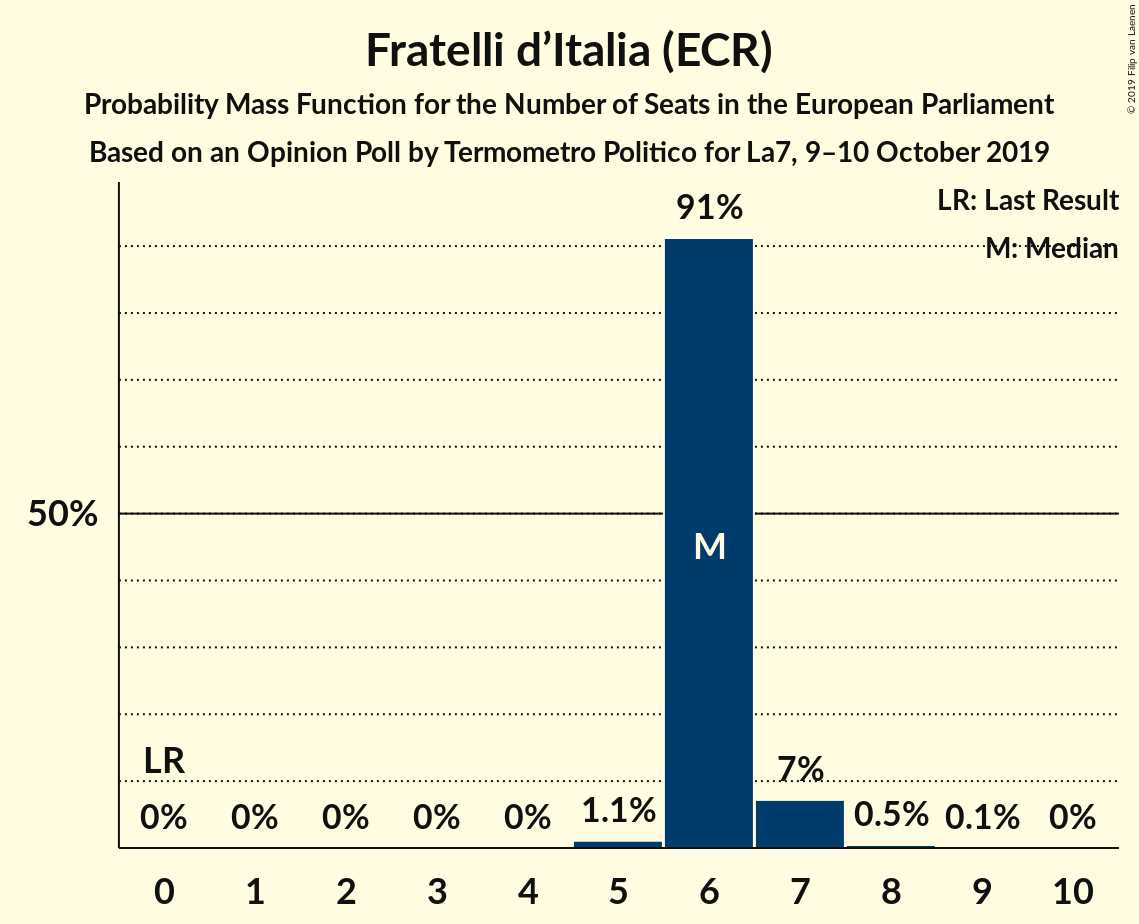 Fratelli d’Italia (ECR)
Probability Mass Function for the Number of Seats in the European Parliament
Based on an Opinion Poll by Termometro Politico for La7, 9–10 October 2019
© 2019 Filip van Laenen
LR: Last Result
M: Median
91%
50%
M
LR
7%
0% 0% 0% 0% 0% 1.1% 0.5% 0.1% 0%
0 1 2 3 4 5 6 7 8 9 10